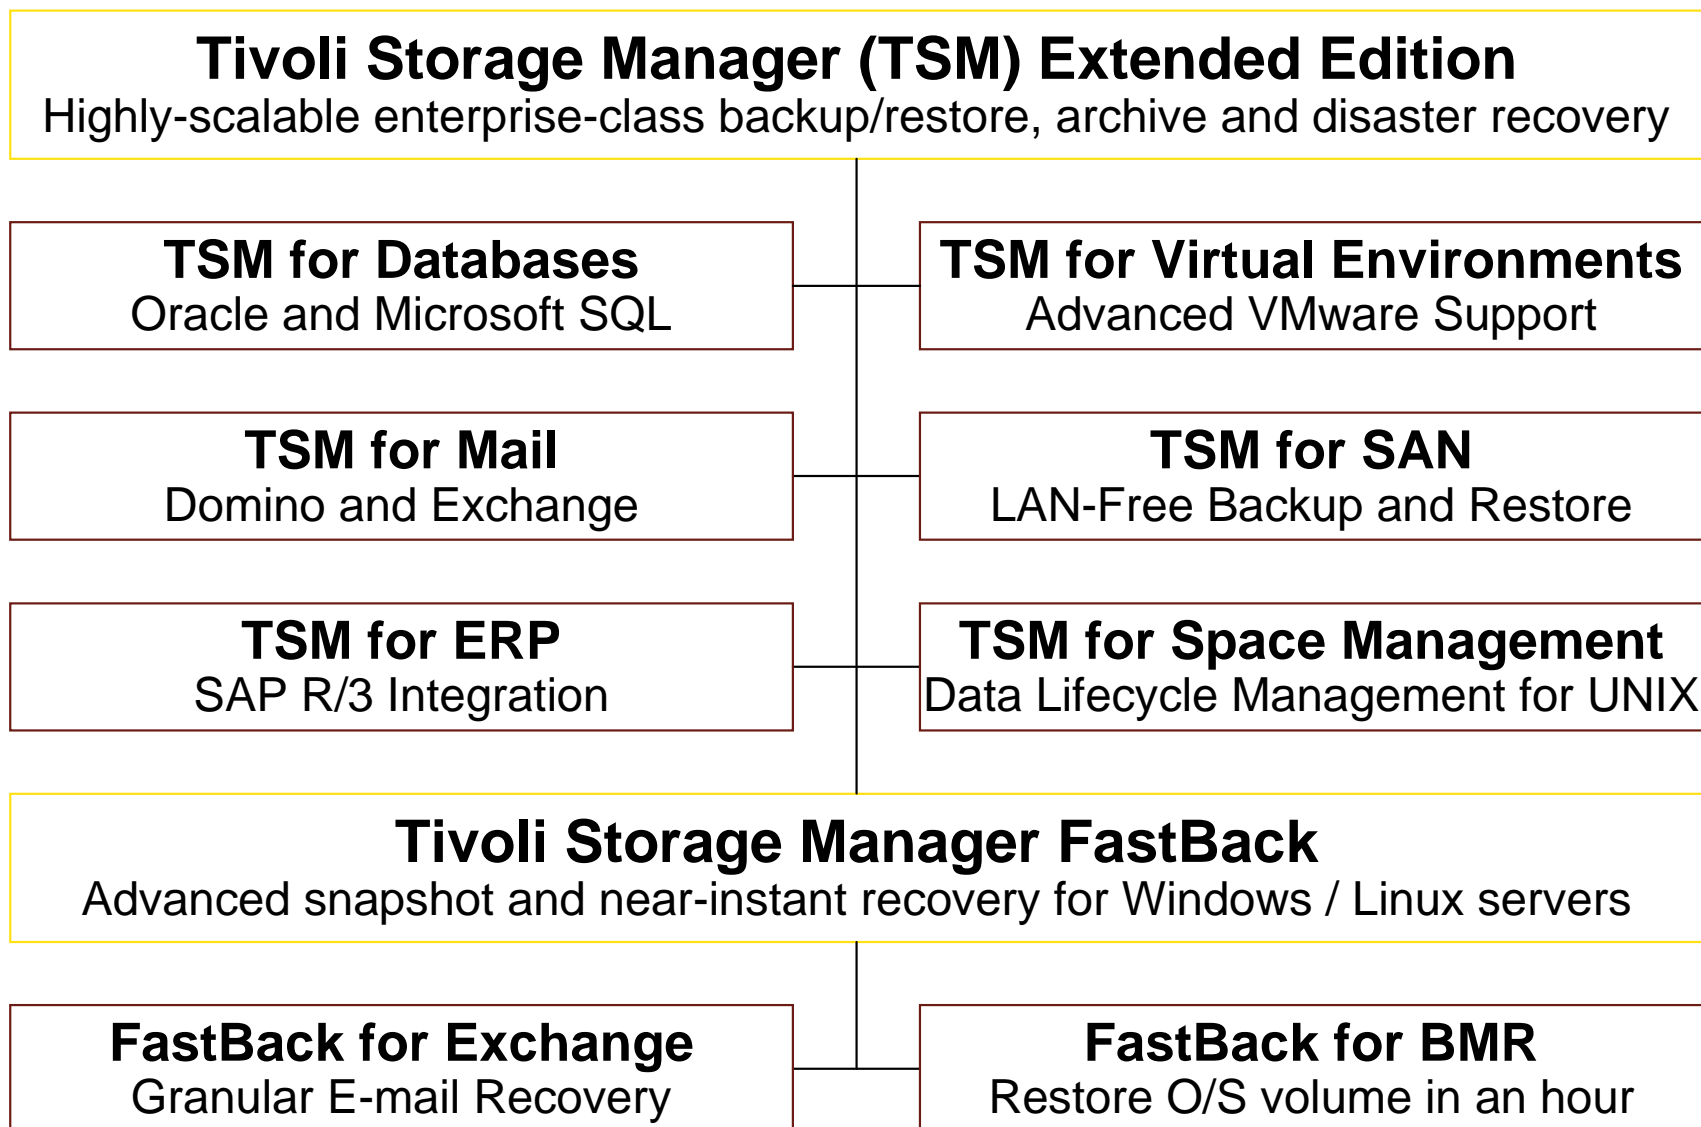 Tivoli Storage Manager (TSM) Extended Edition
Highly-scalable enterprise-class backup/restore, archive and disaster recovery
TSM for Databases
Oracle and Microsoft SQL
TSM for Virtual Environments
Advanced VMware Support
TSM for Mail
Domino and Exchange
TSM for SAN
LAN-Free Backup and Restore
TSM for ERP
SAP R/3 Integration
TSM for Space Management
Data Lifecycle Management for UNIX
Tivoli Storage Manager FastBack
Advanced snapshot and near-instant recovery for Windows / Linux servers
FastBack for Exchange
Granular E-mail Recovery
FastBack for BMR
Restore O/S volume in an hour